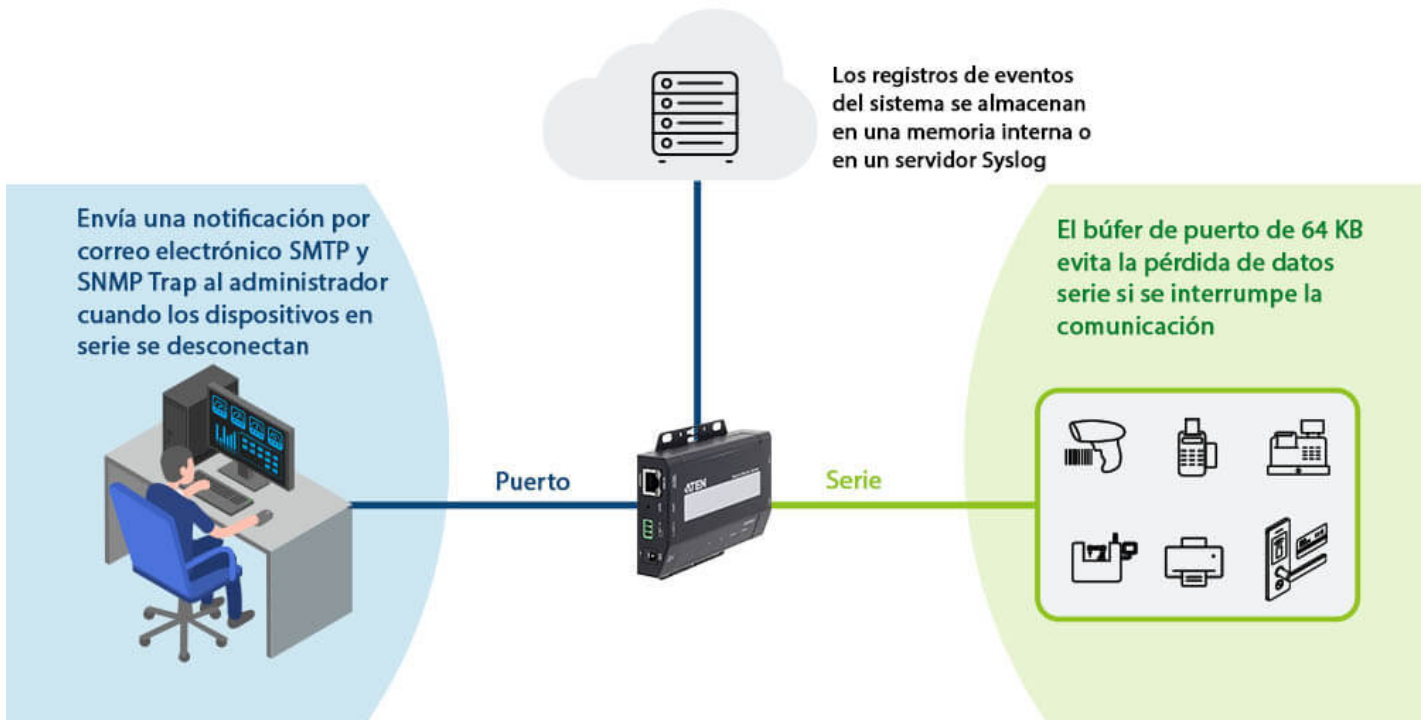 Los registros de eventos
del sistema se almacenan
en una memoria interna o
en un servidor Syslog
Envía una notificación por
correo electrónico SMTP y
SNMP Trap al administrador
cuando los dispositivos en
serie se desconectan
El búfer de puerto de 64 KB
evita la pérdida de datos
serie si se interrumpe la
comunicación
Puerto
ATEN
Serie